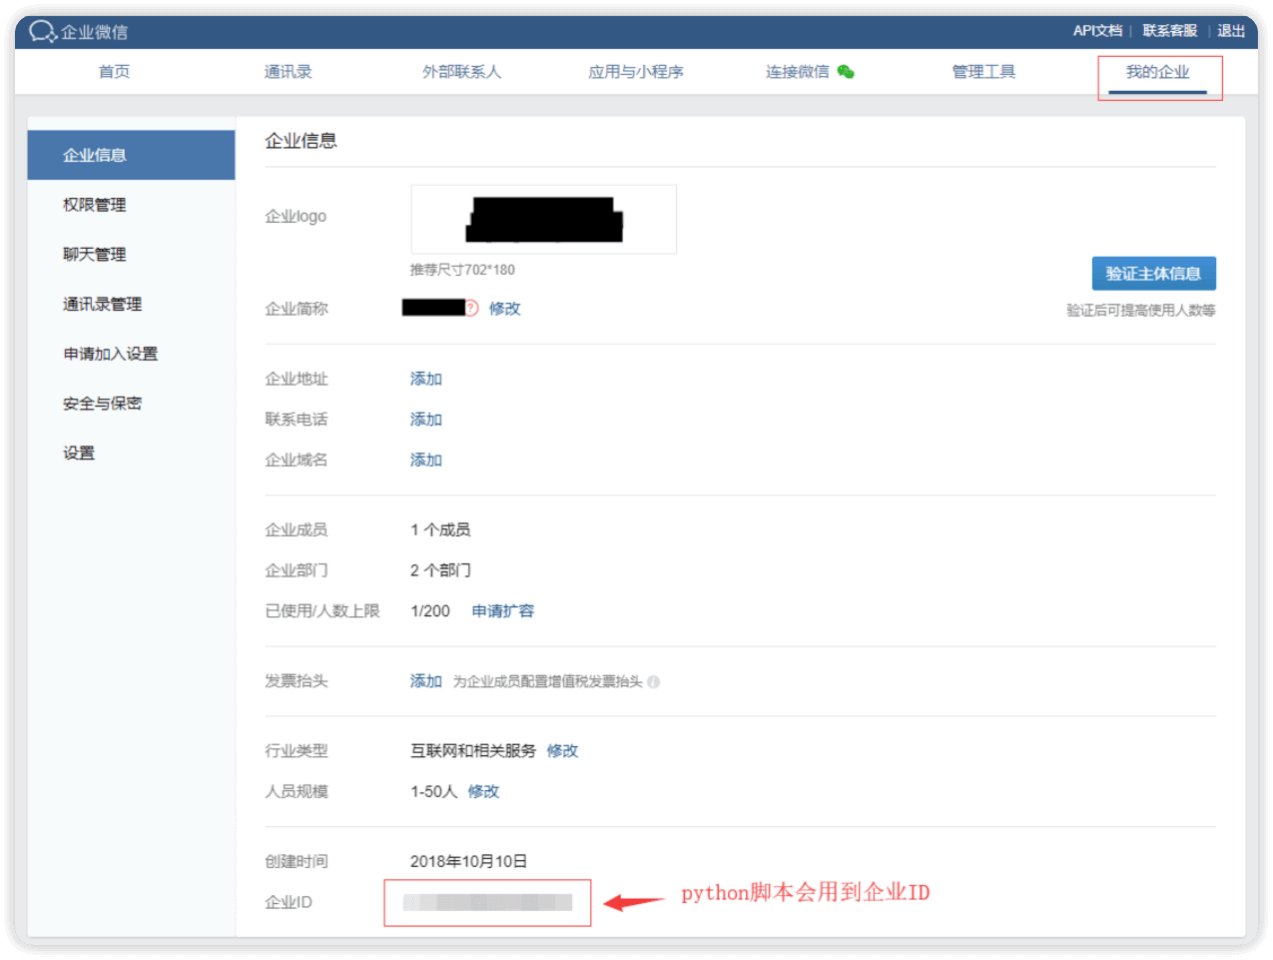 企业微信
API文档 | 联系客服 | 退出
首页 通讯录 外部联系人 应用与小程序 连接微信 管理工具 我的企业
企业信息
权限管理
聊天管理
通讯录管理
申请加入设置
安全与保密
设置
企业信息
企业logo
推荐尺寸702*180
企业简称 ? 修改
验证主体信息
验证后可提高使用人数等
企业地址 添加
联系电话 添加
企业域名 添加
企业成员 1 个成员
企业部门 2 个部门
已使用/人数上限 1/200 申请扩容
发票抬头 添加 为企业成员配置增值税发票抬头
行业类型 互联网和相关服务 修改
人员规模 1-50人 修改
创建时间 2018年10月10日
企业ID
python脚本会用到企业ID